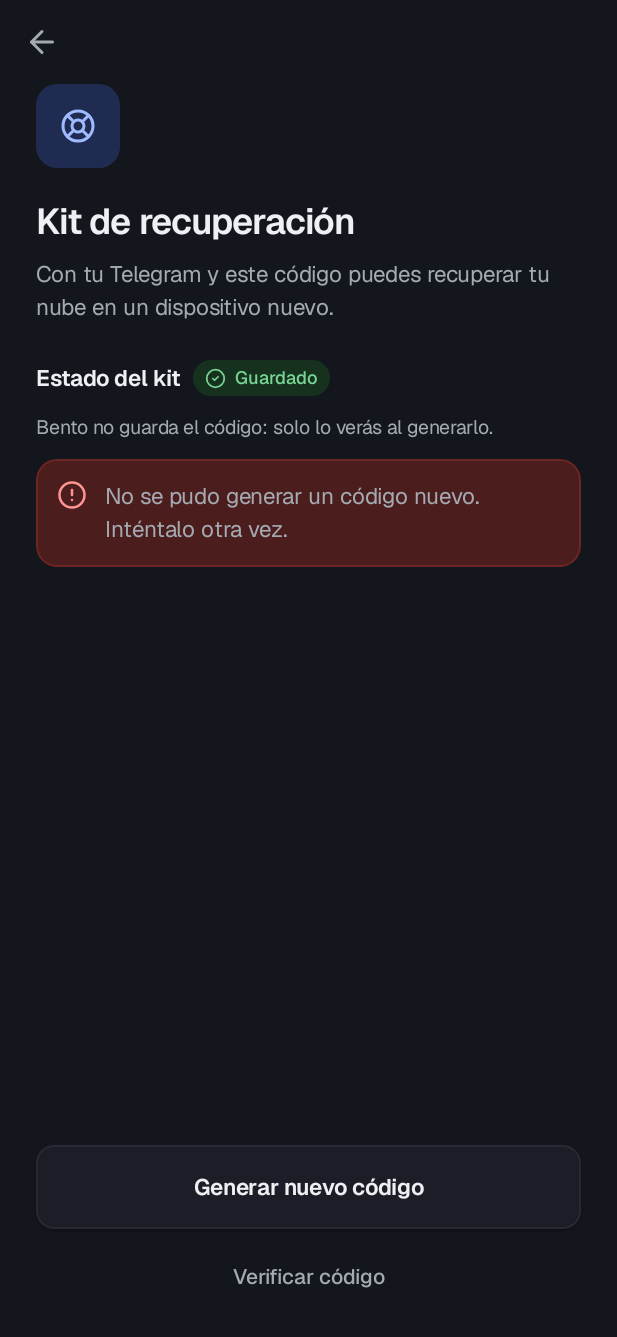 Kit de recuperación
Con tu Telegram y este código puedes recuperar tu
nube en un dispositivo nuevo.
Estado del kit Guardado
Bento no guarda el código: solo lo verás al generarlo.
No se pudo generar un código nuevo.
Inténtalo otra vez.
Generar nuevo código
Verificar código